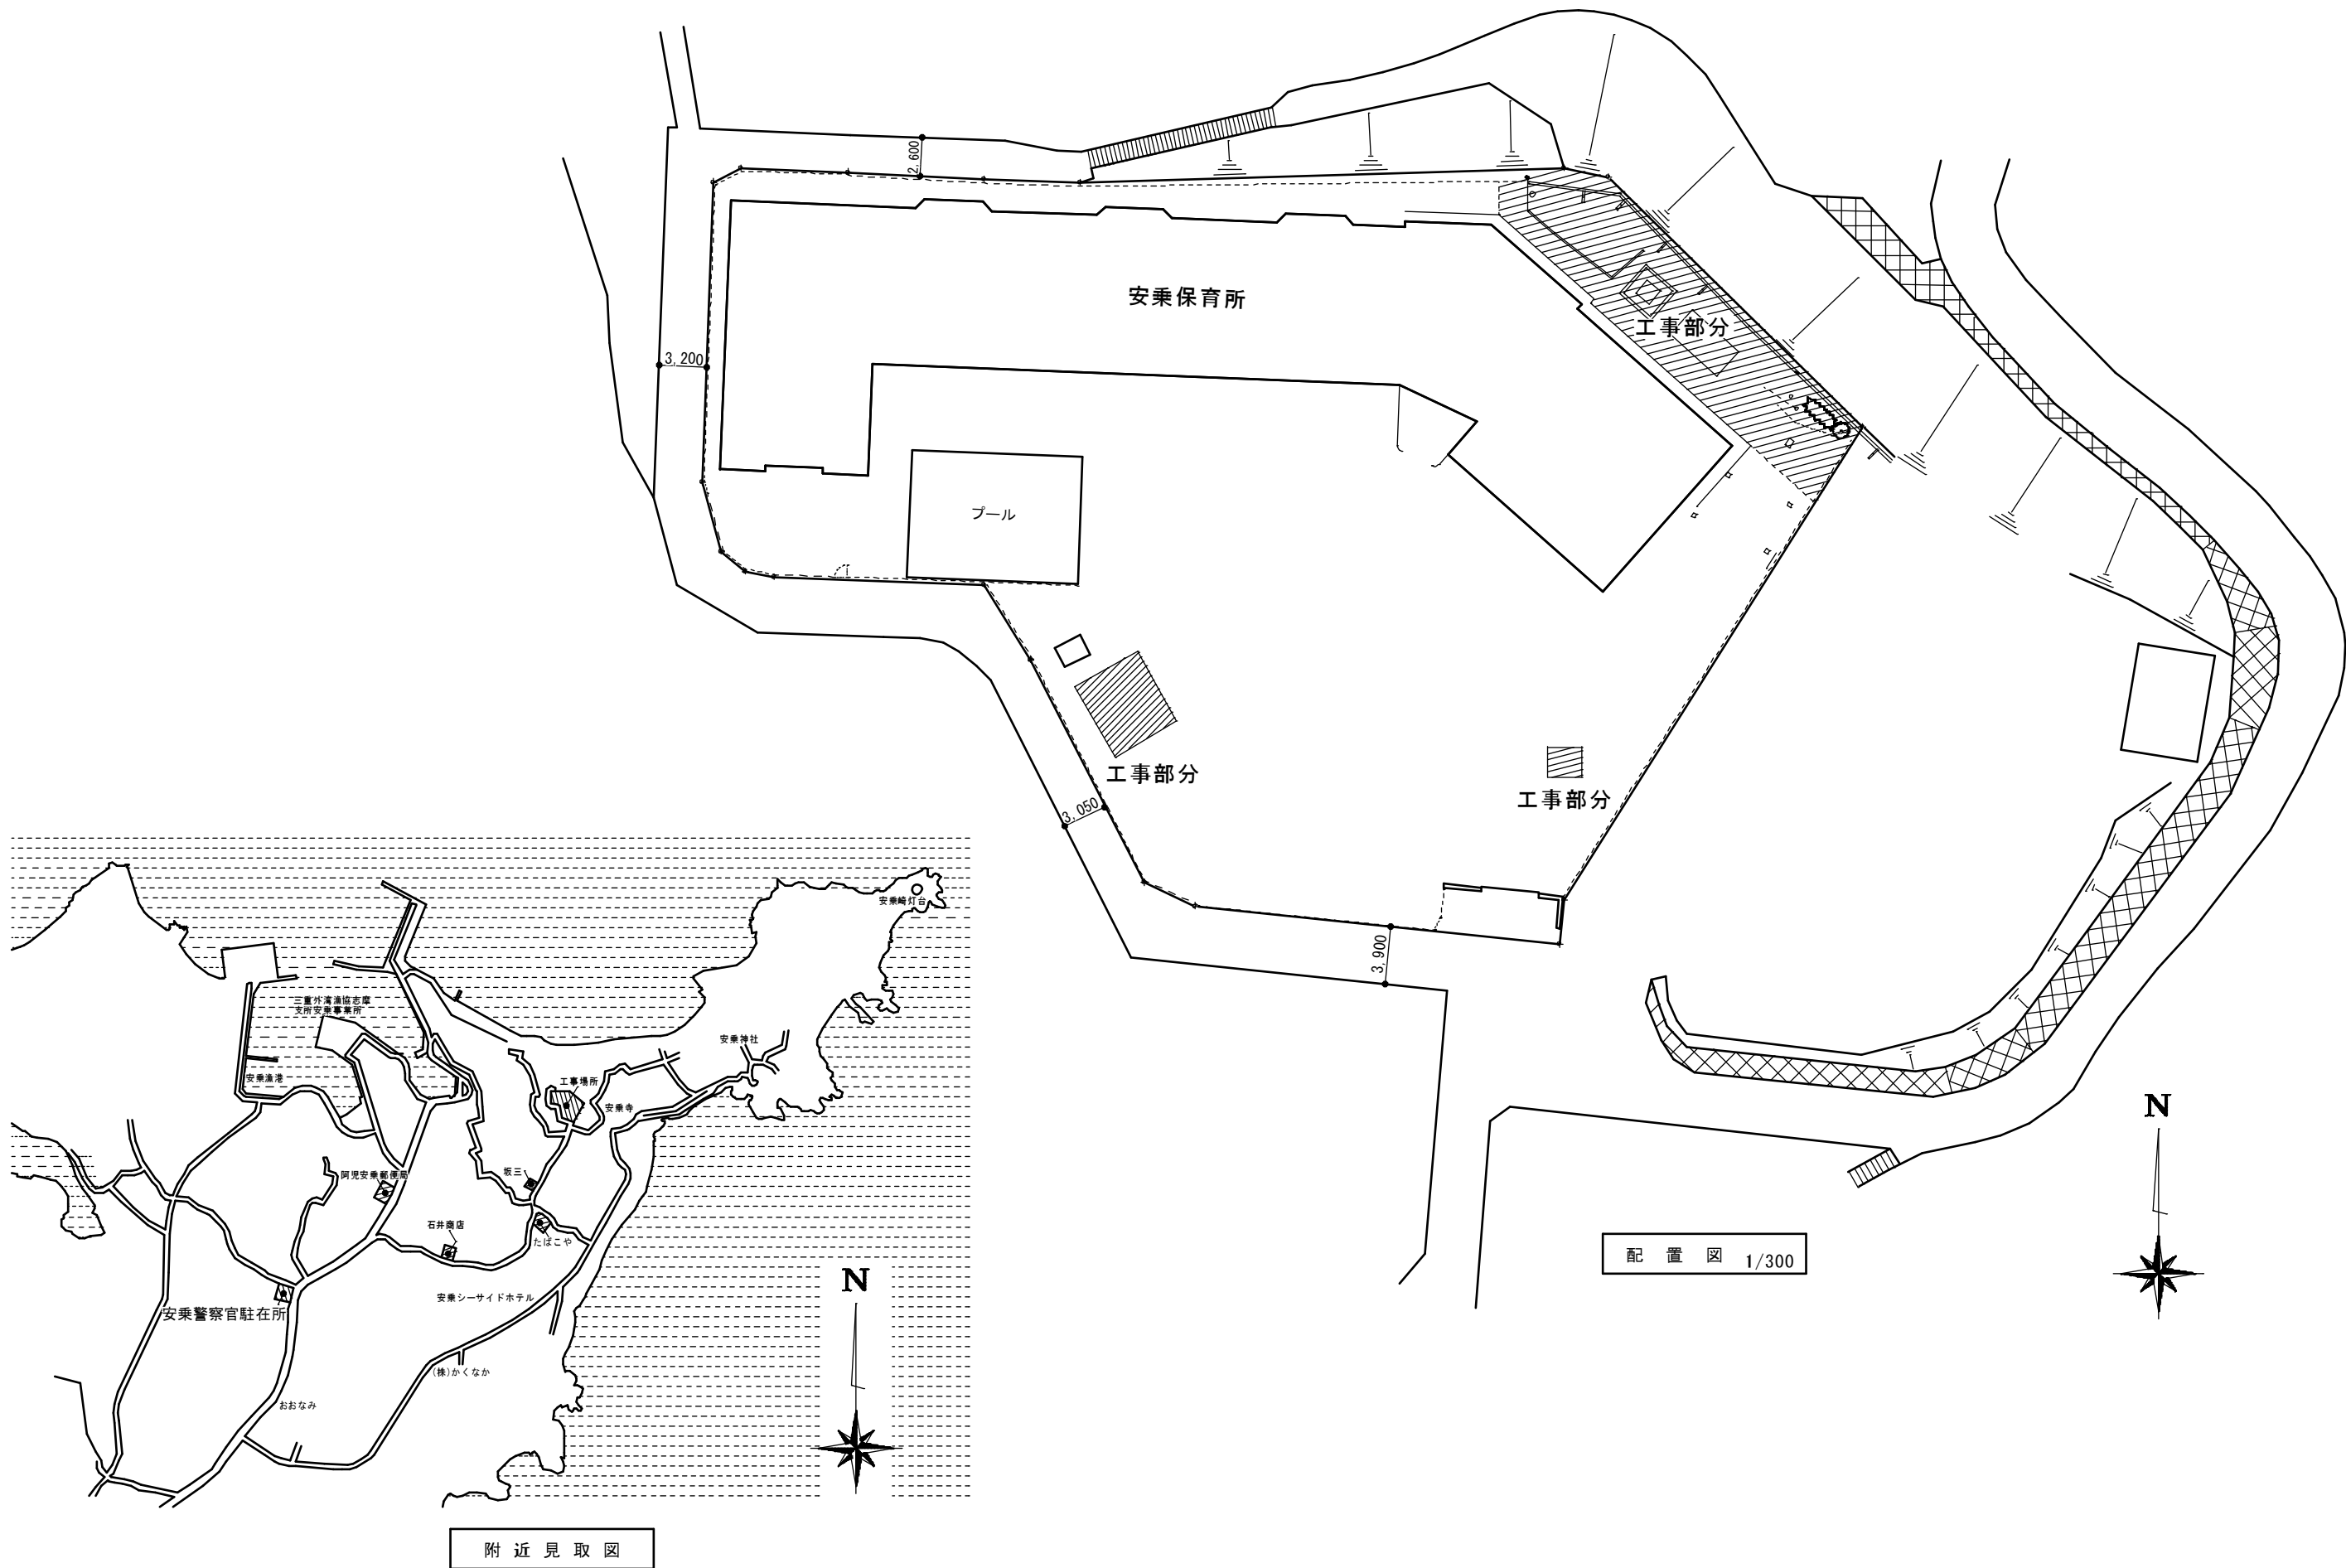 2,600
安乗保育所
工事部分
3,200
プール
工事部分
工事部分
3,050
3,900
N
配置図 1/300
安乗崎灯台
三重外湾漁協志摩
支所安乗事業所
安乗神社
安乗漁港
工事場所
安乗寺
阿児安乗郵便局
坂三
石井商店
たばこや
N
安乗シーサイドホテル
安乗警察官駐在所
(株)かくなか
おおなみ
附近見取図